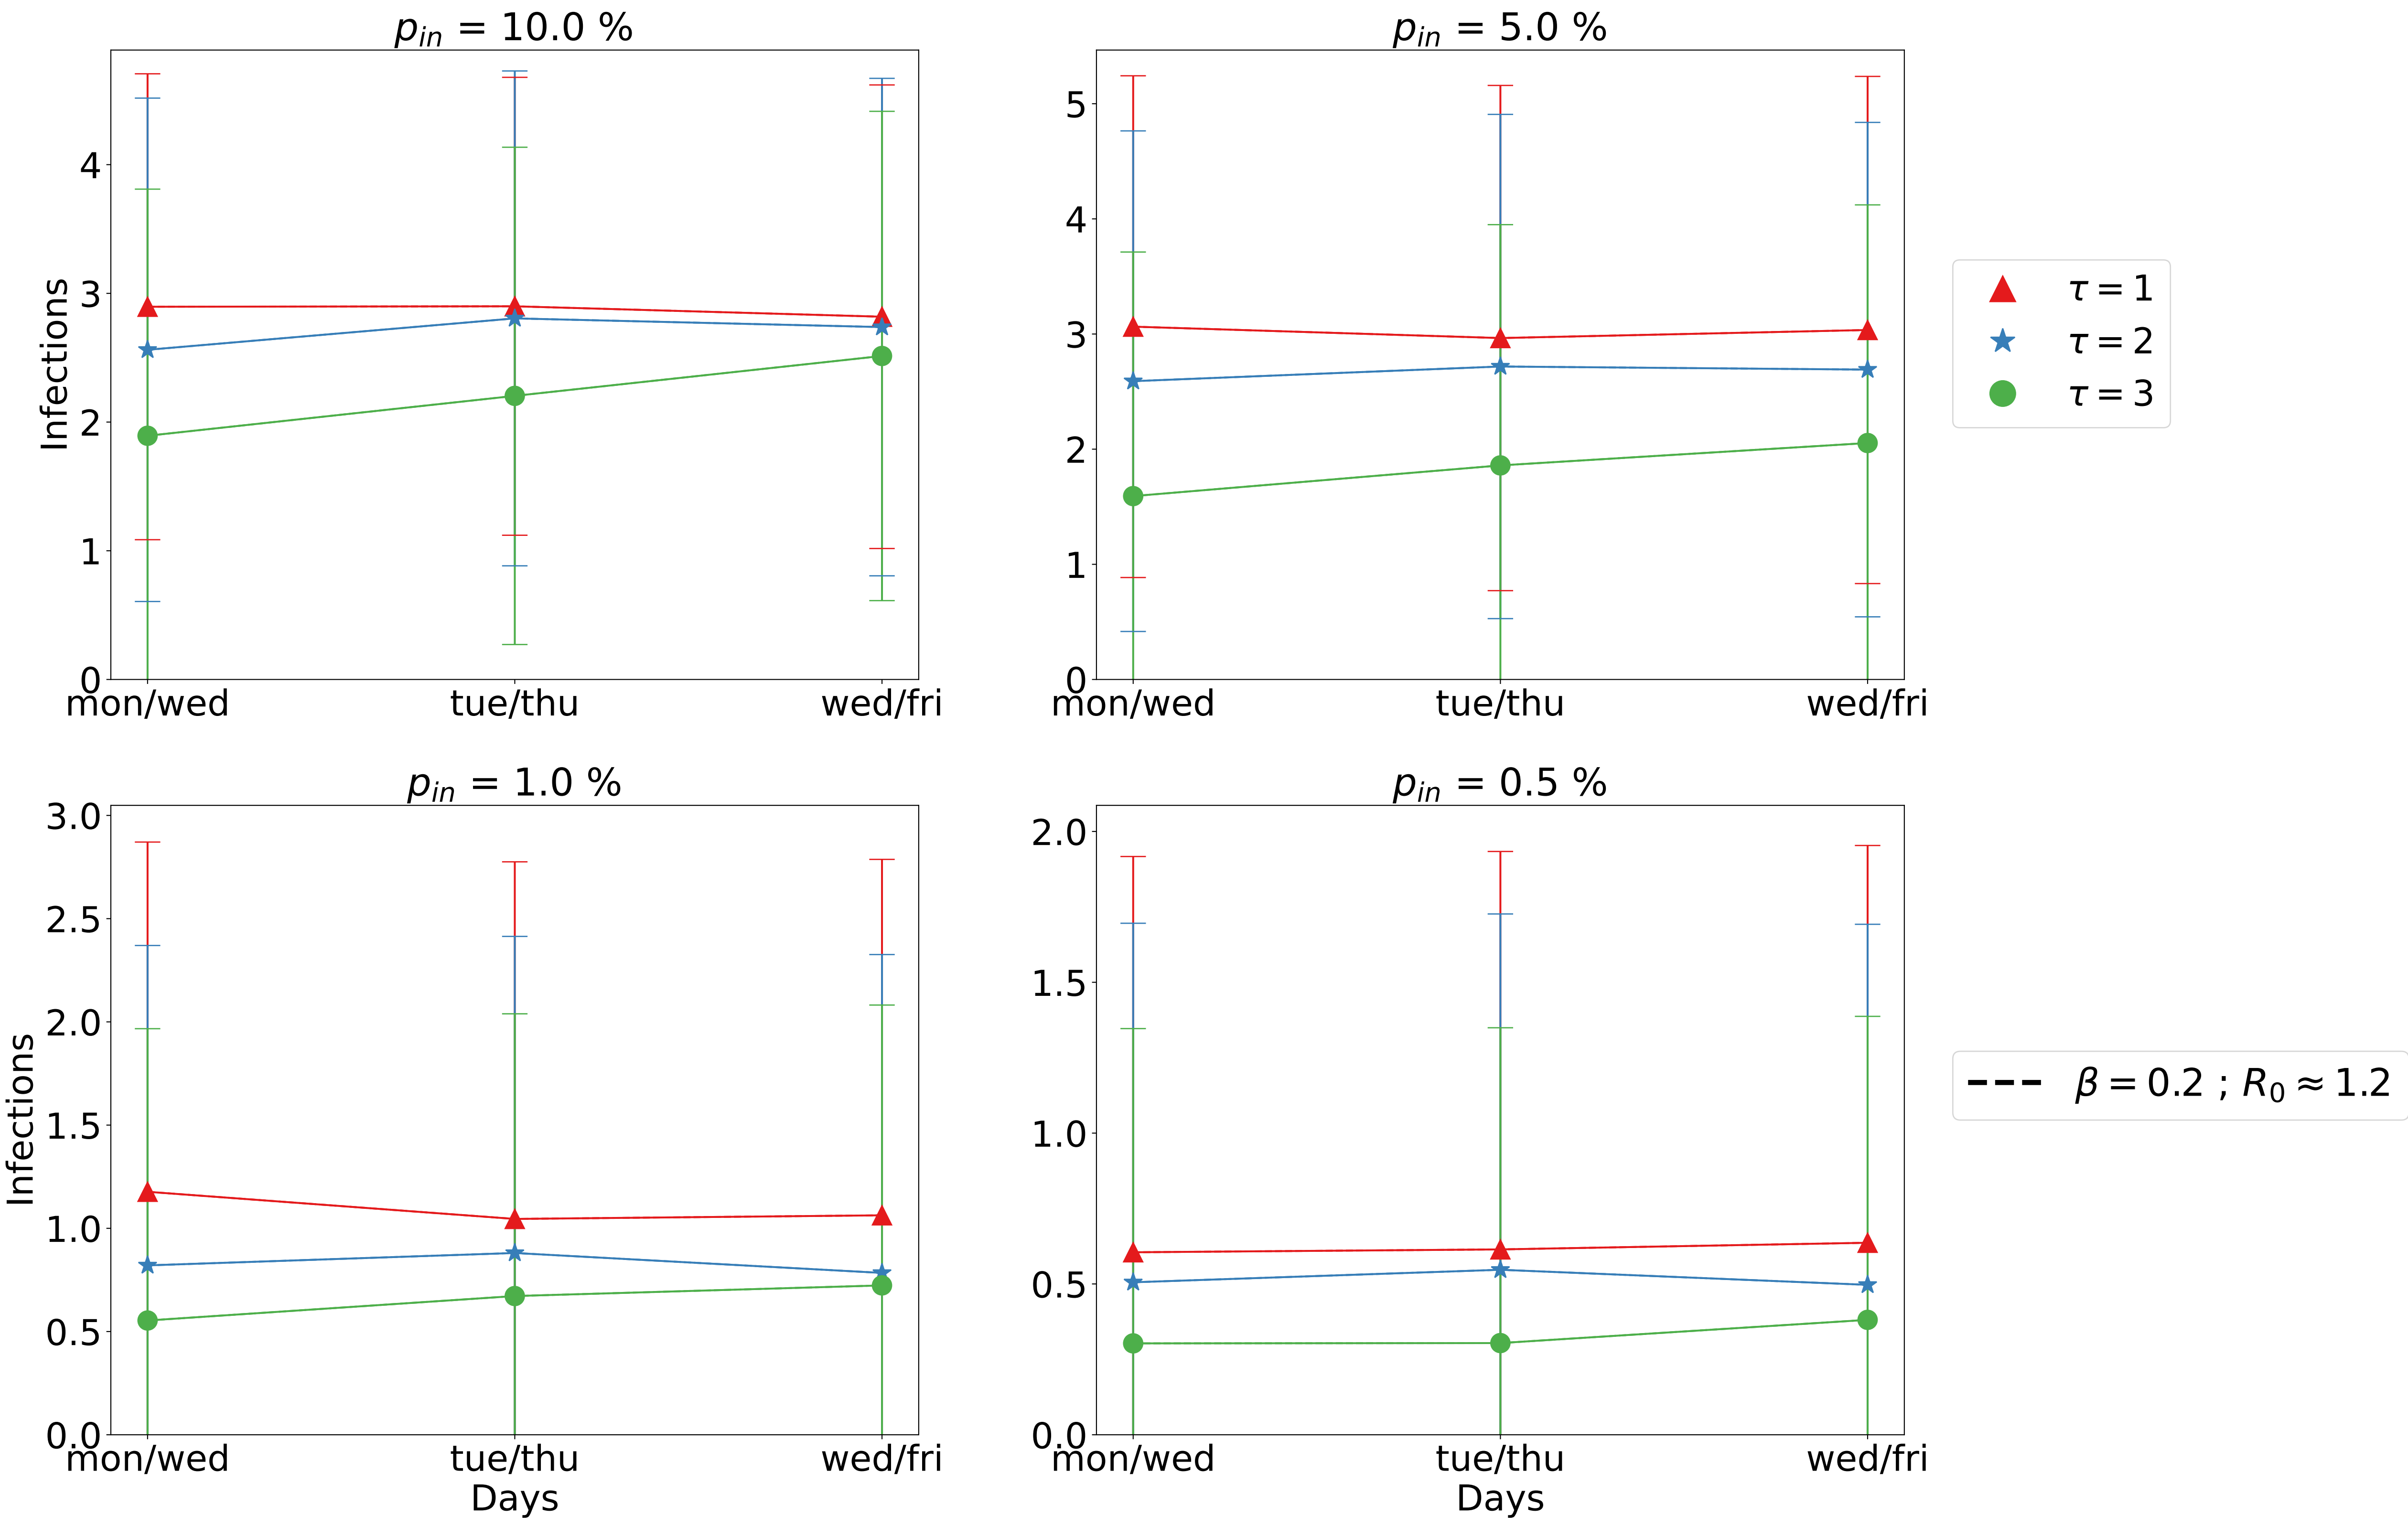 p_in = 10.0 %
Infections
4
3
2
1
0
mon/wed tue/thu wed/fri
p_in = 5.0 %
5
4
3
2
1
0
mon/wed tue/thu wed/fri
τ = 1
τ = 2
τ = 3
p_in = 1.0 %
Infections
3.0
2.5
2.0
1.5
1.0
0.5
0.0
mon/wed tue/thu wed/fri
Days
p_in = 0.5 %
2.0
1.5
1.0
0.5
0.0
mon/wed tue/thu wed/fri
Days
β = 0.2 ; R₀ ≈ 1.2